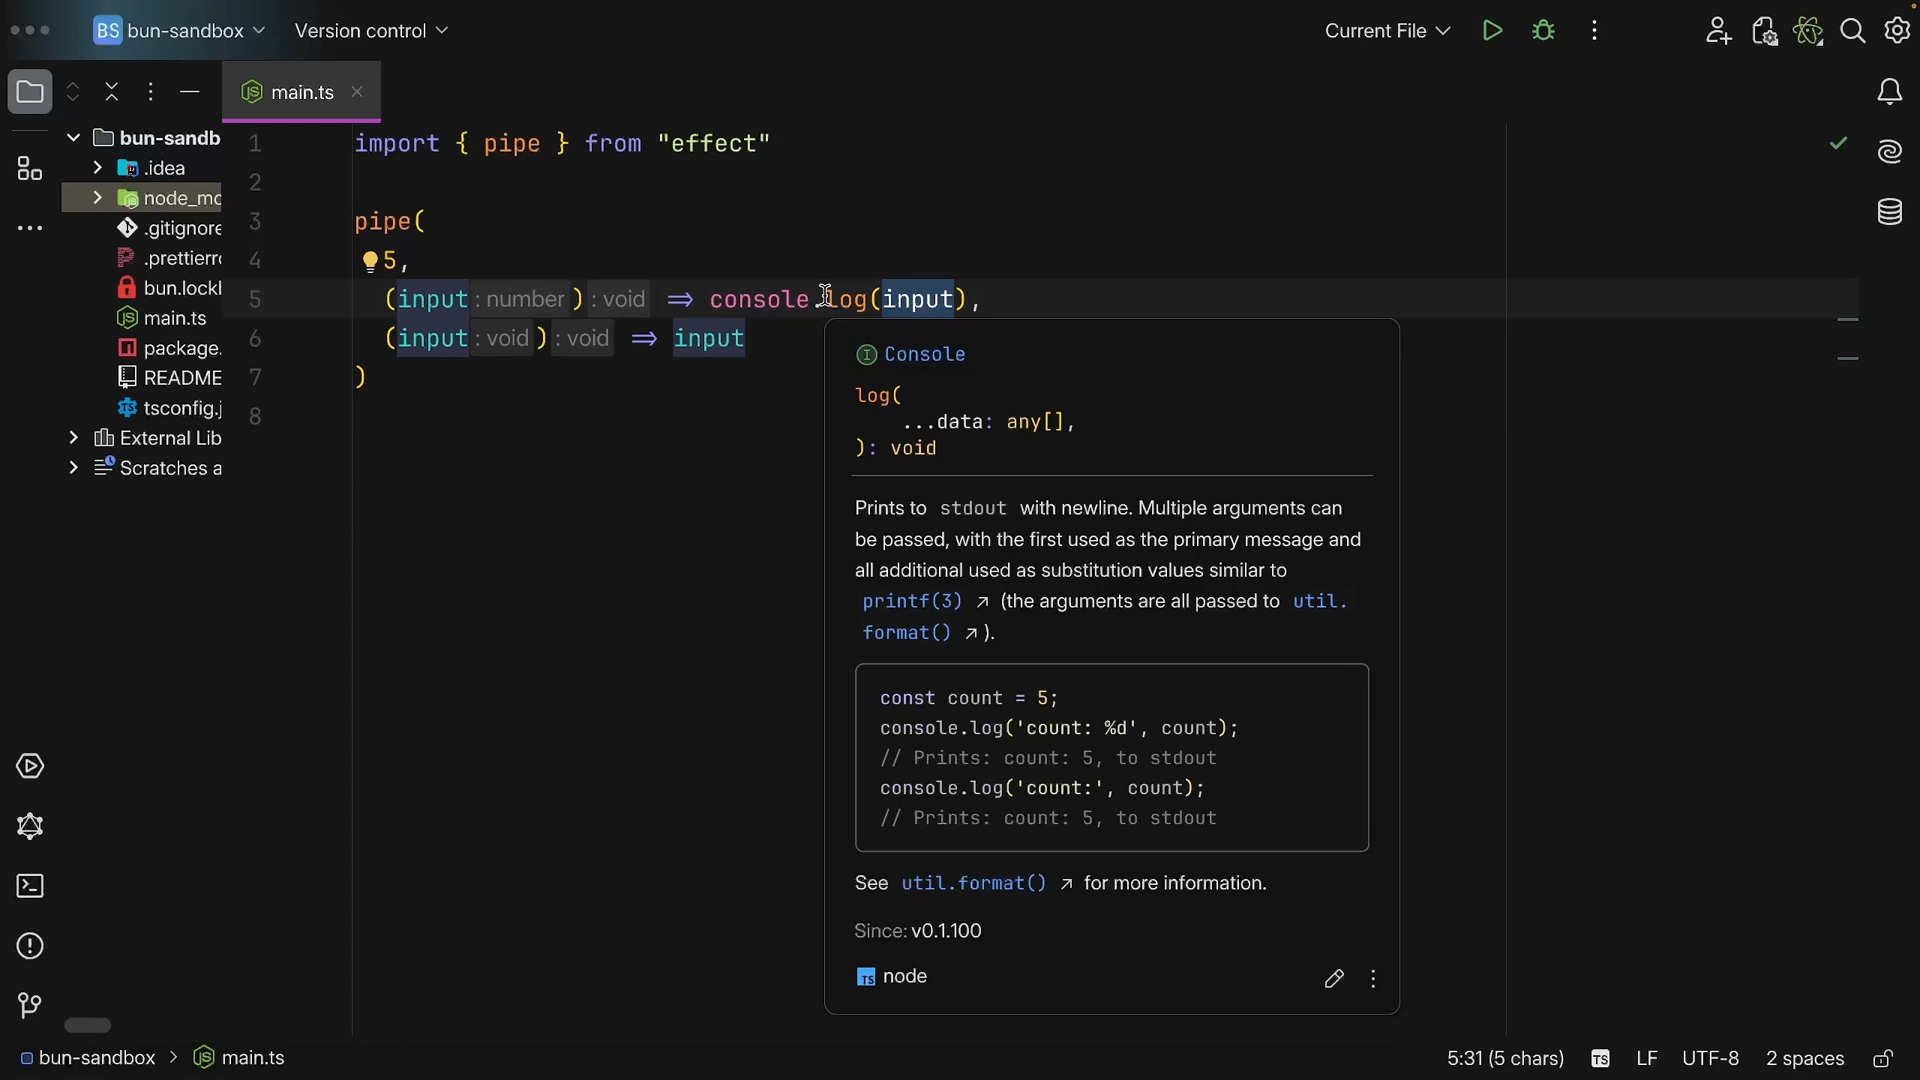 BS bun-sandbox
Version control
Current File
main.ts
bun-sandb
.idea
node_mo
.gitignore
.prettierr
bun.lockb
main.ts
package.
README
tsconfig.j
External Lib
Scratches a
1 import { pipe } from "effect"
2
3 pipe(
4 5,
5 (input : number ) : void => console.log(input),
6 (input : void ) : void => input
7 )
8
I Console
log(
...data: any[],
): void
Prints to stdout with newline. Multiple arguments can
be passed, with the first used as the primary message and
all additional used as substitution values similar to
printf(3) ↗ (the arguments are all passed to util.
format() ↗ ).
const count = 5;
console.log('count: %d', count);
// Prints: count: 5, to stdout
console.log('count:', count);
// Prints: count: 5, to stdout
See util.format() ↗ for more information.
Since: v0.1.100
TS node
bun-sandbox > main.ts
5:31 (5 chars)
TS
LF
UTF-8
2 spaces